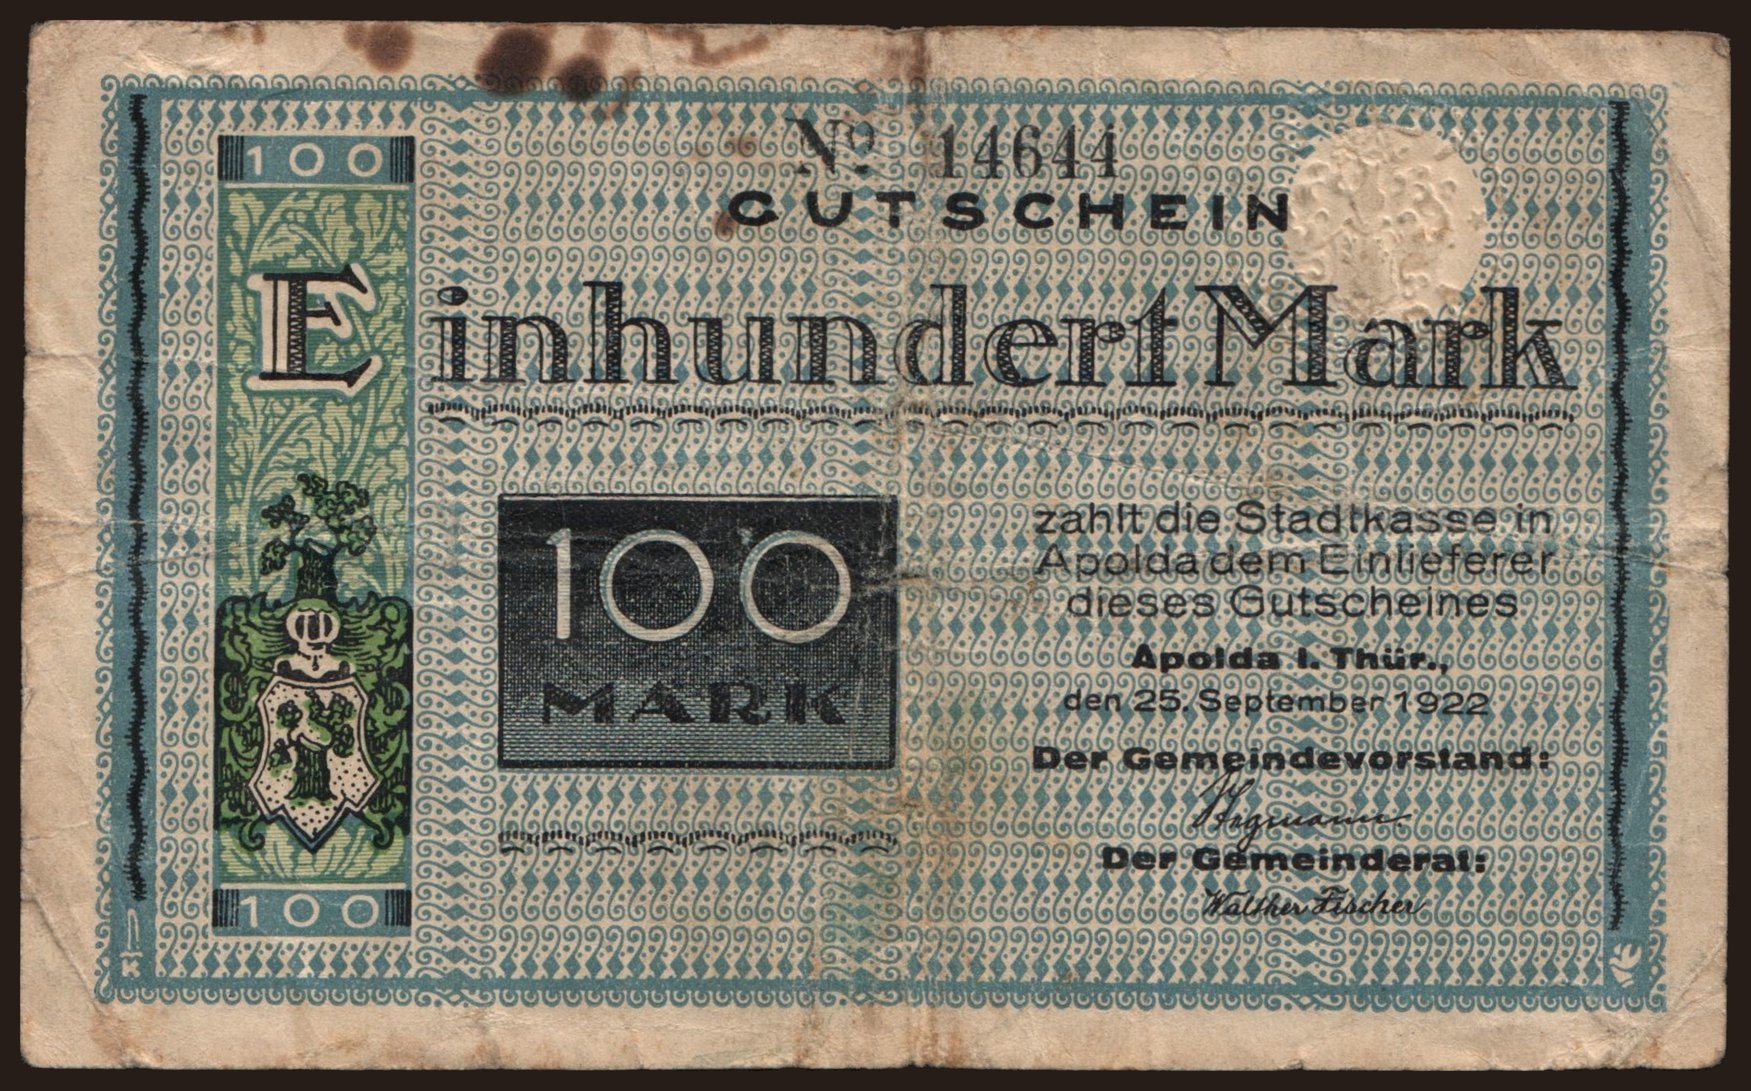 100
No 14644
GUTSCHEIN
Einhundert Mark
100
MARK
zahlt die Stadtkasse in
Apolda dem Einlieferer
dieses Gutscheines
Apolda i. Thür.,
den 25. September 1922
Der Gemeindevorstand:
Der Gemeinderat:
Walther Fischer
100